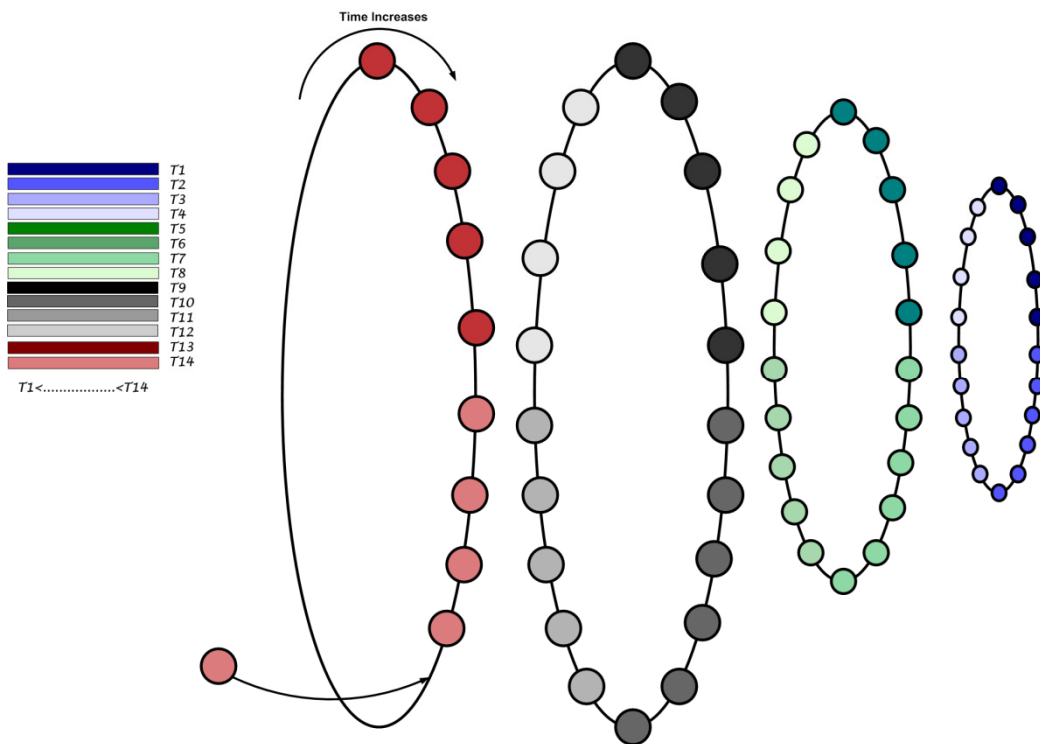 Time Increases
T1
T2
T3
T4
T5
T6
T7
T8
T9
T10
T11
T12
T13
T14
T1<..................<T14